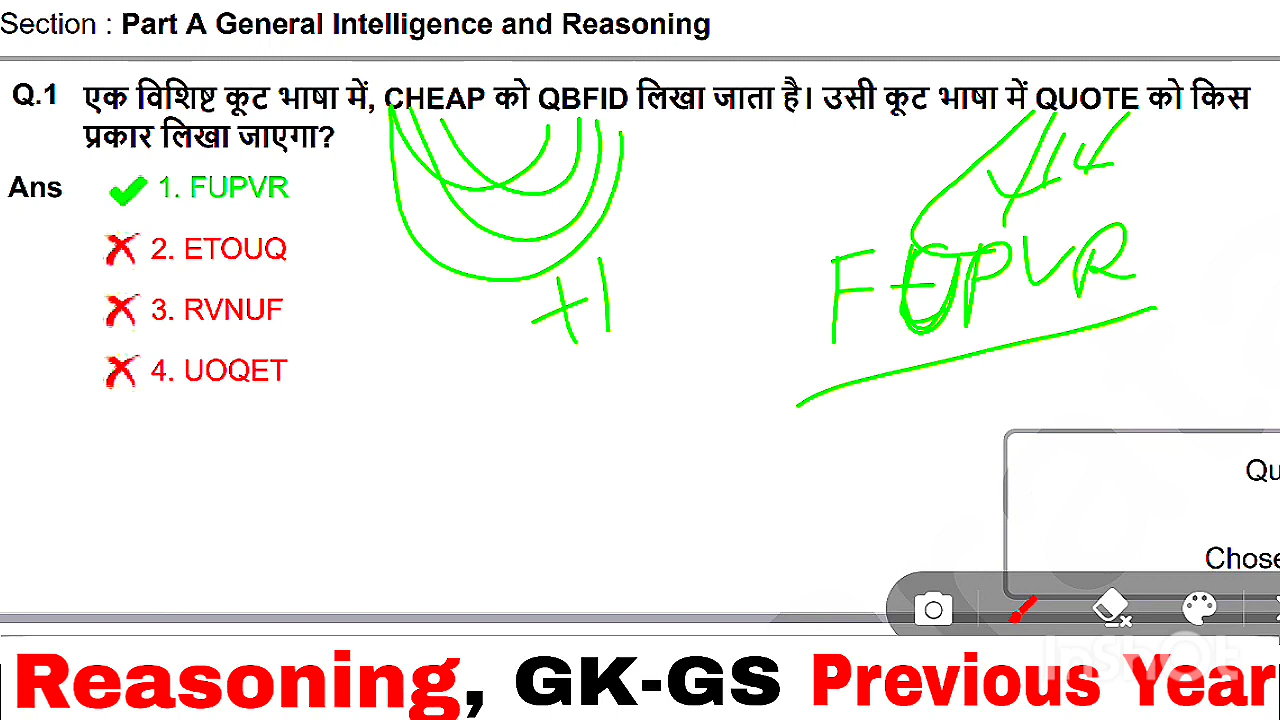 Section : Part A General Intelligence and Reasoning
Q.1 एक विशिष्ट कूट भाषा में, CHEAP को QBFID लिखा जाता है। उसी कूट भाषा में QUOTE को किस
प्रकार लिखा जाएगा?
Ans 1. FUPVR
2. ETOUQ
3. RVNUF
4. UOQET
+1
FUPVR
Qu
Chose
InShOt
Reasoning, GK-GS Previous Year